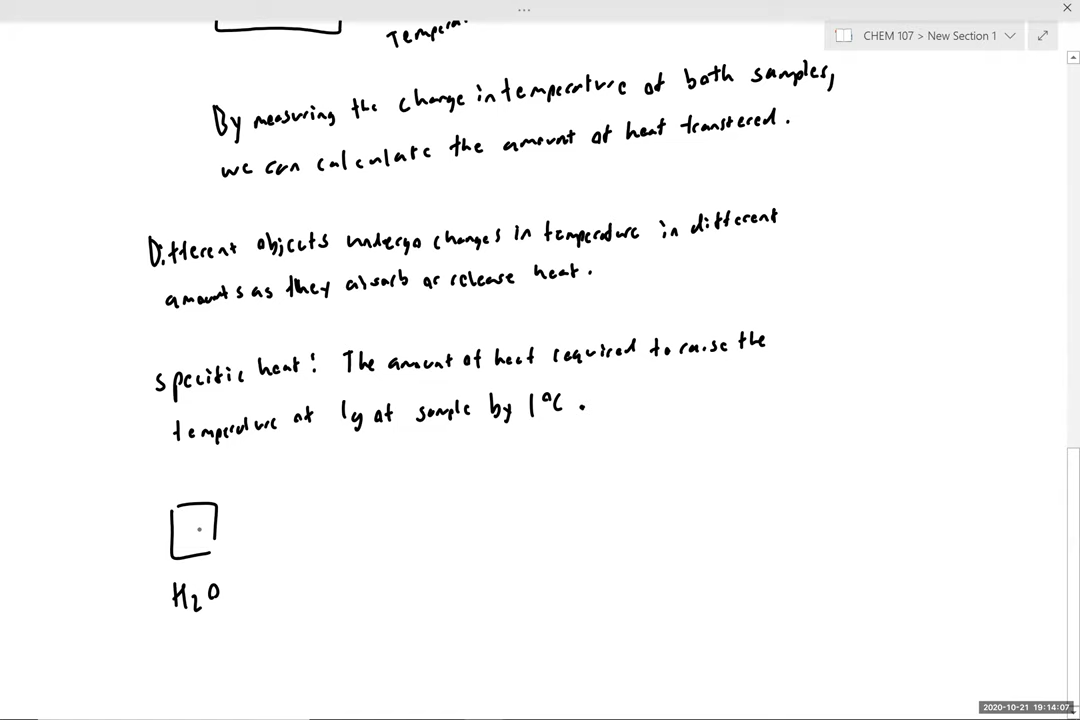 CHEM 107 > New Section 1
Tempera
By measuring the change in temperature of both samples,
we can calculate the amount of heat transfered.
Different objects undergo changes in temperature in different
amounts as they absorb or release heat.
Specific heat: The amount of heat required to raise the
temperature of 1g of sample by 1°C.
H₂O
2020-10-21 19:14:07